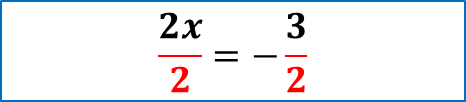 2x/2 = − 3/2